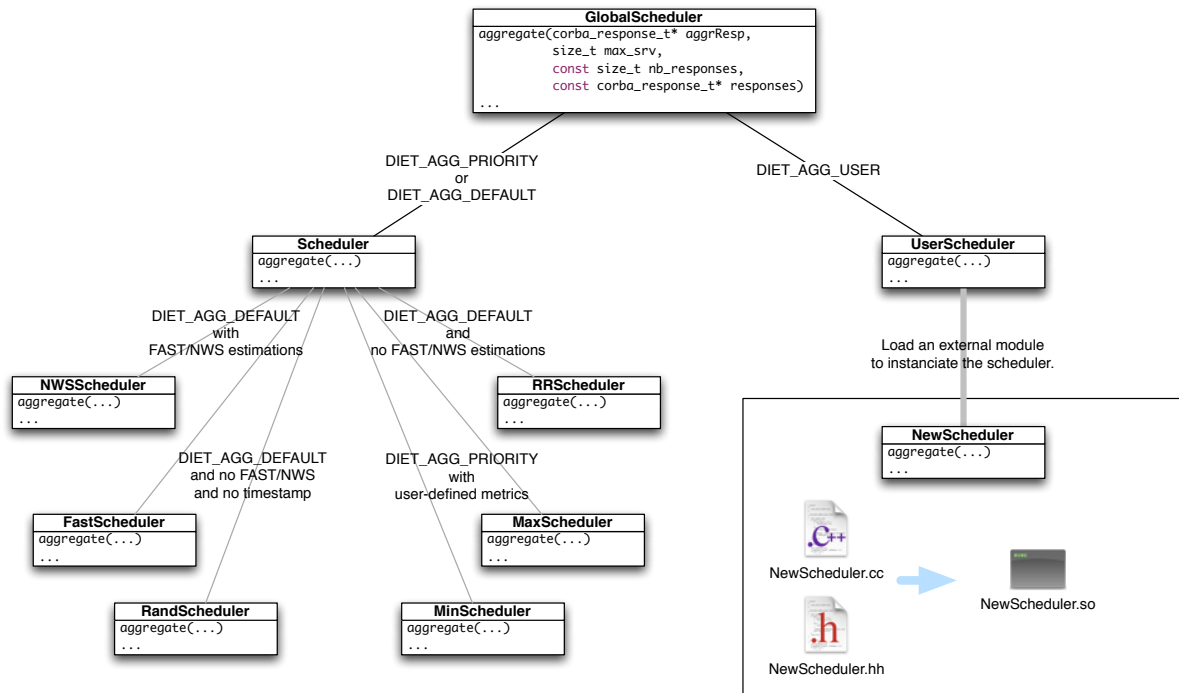 GlobalScheduler
aggregate(corba_response_t* aggrResp,
size_t max_srv,
const size_t nb_responses,
const corba_response_t* responses)
...
DIET_AGG_PRIORITY
or
DIET_AGG_DEFAULT
DIET_AGG_USER
Scheduler
aggregate(...)
...
UserScheduler
aggregate(...)
...
DIET_AGG_DEFAULT
with
FAST/NWS estimations
DIET_AGG_DEFAULT
and
no FAST/NWS estimations
Load an external module
to instanciate the scheduler.
NWSScheduler
aggregate(...)
...
RRScheduler
aggregate(...)
...
NewScheduler
aggregate(...)
...
DIET_AGG_DEFAULT
and no FAST/NWS
and no timestamp
DIET_AGG_PRIORITY
with
user-defined metrics
FastScheduler
aggregate(...)
...
MaxScheduler
aggregate(...)
...
.C++
NewScheduler.cc
NewScheduler.so
RandScheduler
aggregate(...)
...
MinScheduler
aggregate(...)
...
.h
NewScheduler.hh